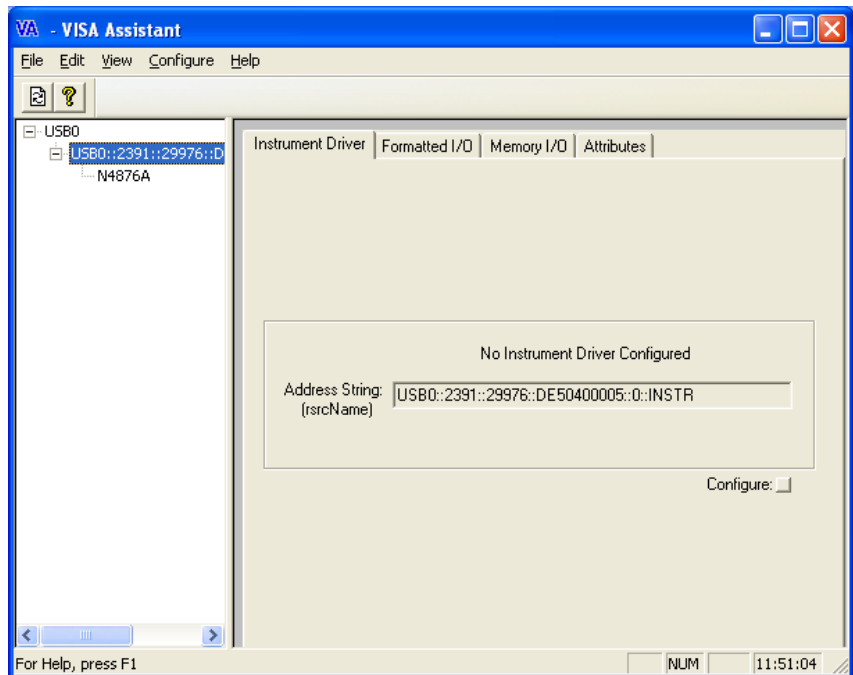 VA - VISA Assistant
File Edit View Configure Help
USB0
USB0::2391::29976::D
N4876A
Instrument Driver Formatted I/O Memory I/O Attributes
No Instrument Driver Configured
Address String: USB0::2391::29976::DE50400005::0::INSTR
(rsrcName)
Configure:
For Help, press F1 NUM 11:51:04